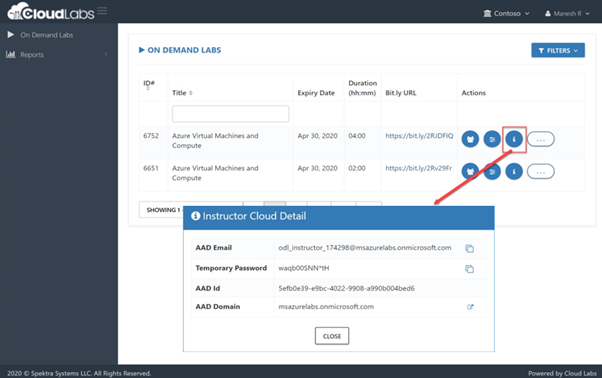 CloudLabs
Contoso
Manesh R
On Demand Labs
Reports
ON DEMAND LABS
FILTERS
ID#
Title
Expiry Date
Duration
(hh:mm)
Bit.ly URL
Actions
6752
Azure Virtual Machines and
Compute
Apr 30, 2020
04:00
https://bit.ly/2RJDFIQ
...
6651
Azure Virtual Machines and
Compute
Apr 30, 2020
02:00
https://bit.ly/2Rv29Fr
...
SHOWING 1 -
Instructor Cloud Detail
AAD Email
odl_instructor_174298@msazurelabs.onmicrosoft.com
Temporary Password
waqb00SNN*tH
AAD Id
5efb0e39-e9bc-4022-9908-a990b004bed6
AAD Domain
msazurelabs.onmicrosoft.com
CLOSE
2020 © Spektra Systems LLC. All Rights Reserved.
Powered by Cloud Labs